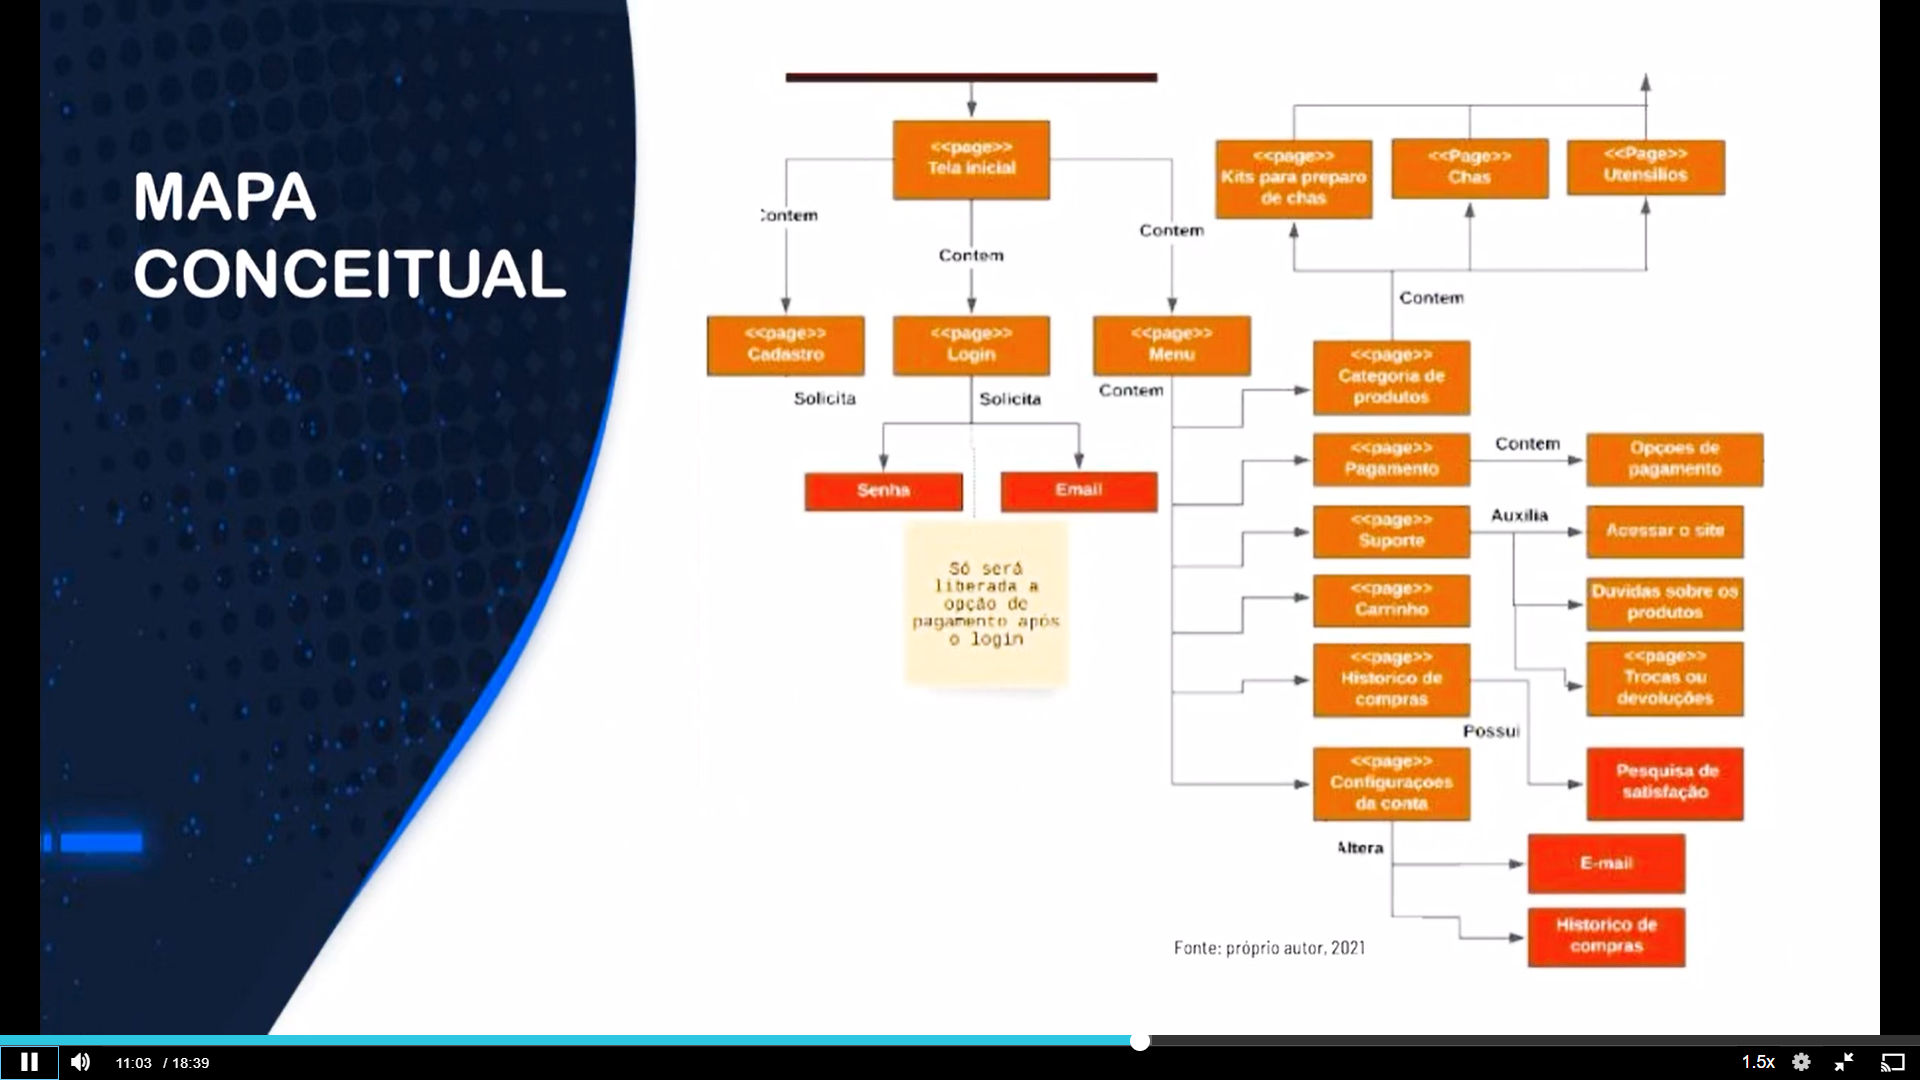 MAPA
CONCEITUAL
<<page>>
Tela inicial
Contem
Contem
Contem
<<page>>
Cadastro
<<page>>
Login
<<page>>
Menu
Solicita
Solicita
Contem
Senha
Email
Só será
liberada a
opção de
pagamento após
o login
<<page>>
Kits para preparo
de chas
<<Page>>
Chas
<<Page>>
Utensilios
Contem
<<page>>
Categoria de
produtos
<<page>>
Pagamento
Contem
Opçoes de
pagamento
<<page>>
Suporte
Auxilia
Acessar o site
Duvidas sobre os
produtos
<<page>>
Trocas ou
devoluções
<<page>>
Carrinho
<<page>>
Historico de
compras
Possui
Pesquisa de
satisfação
<<page>>
Configuraçoes
da conta
Altera
E-mail
Historico de
compras
Fonte: próprio autor, 2021
11:03 / 18:39
1.5x